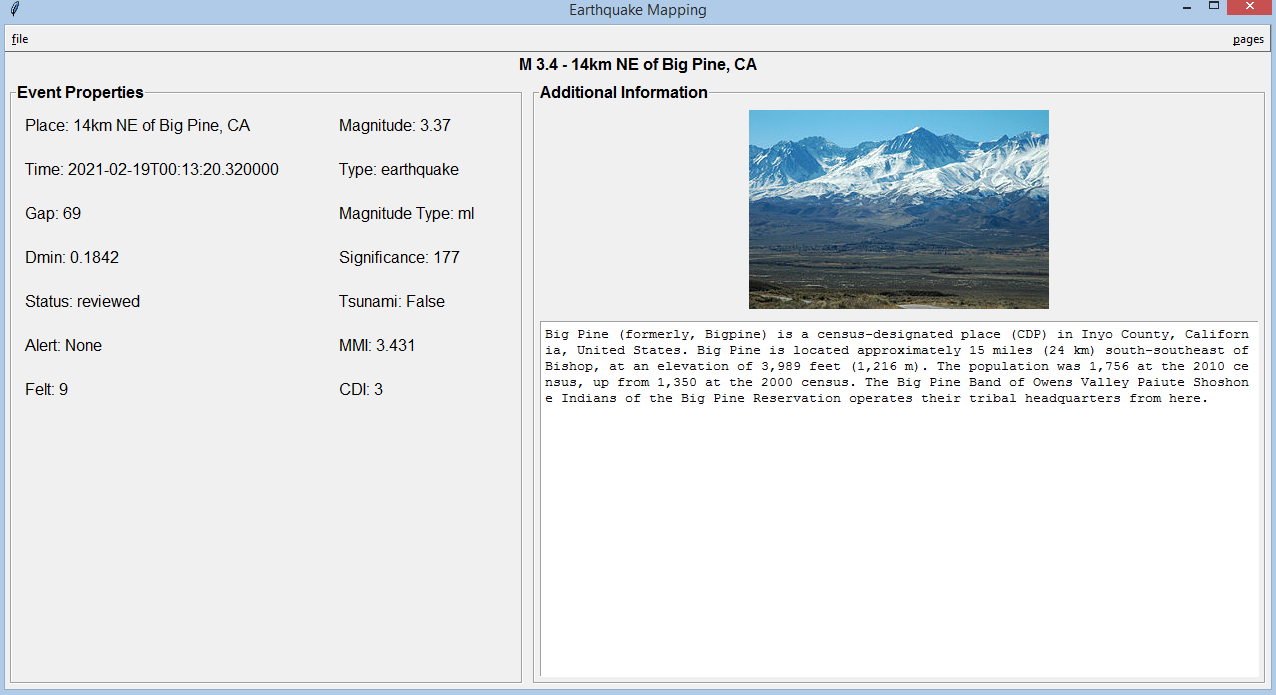 Earthquake Mapping
file
pages
M 3.4 - 14km NE of Big Pine, CA
Event Properties
Place: 14km NE of Big Pine, CA
Magnitude: 3.37
Time: 2021-02-19T00:13:20.320000
Type: earthquake
Gap: 69
Magnitude Type: ml
Dmin: 0.1842
Significance: 177
Status: reviewed
Tsunami: False
Alert: None
MMI: 3.431
Felt: 9
CDI: 3
Additional Information
Big Pine (formerly, Bigpine) is a census-designated place (CDP) in Inyo County, Californ
ia, United States. Big Pine is located approximately 15 miles (24 km) south-southeast of
Bishop, at an elevation of 3,989 feet (1,216 m). The population was 1,756 at the 2010 ce
nsus, up from 1,350 at the 2000 census. The Big Pine Band of Owens Valley Paiute Shoshon
e Indians of the Big Pine Reservation operates their tribal headquarters from here.